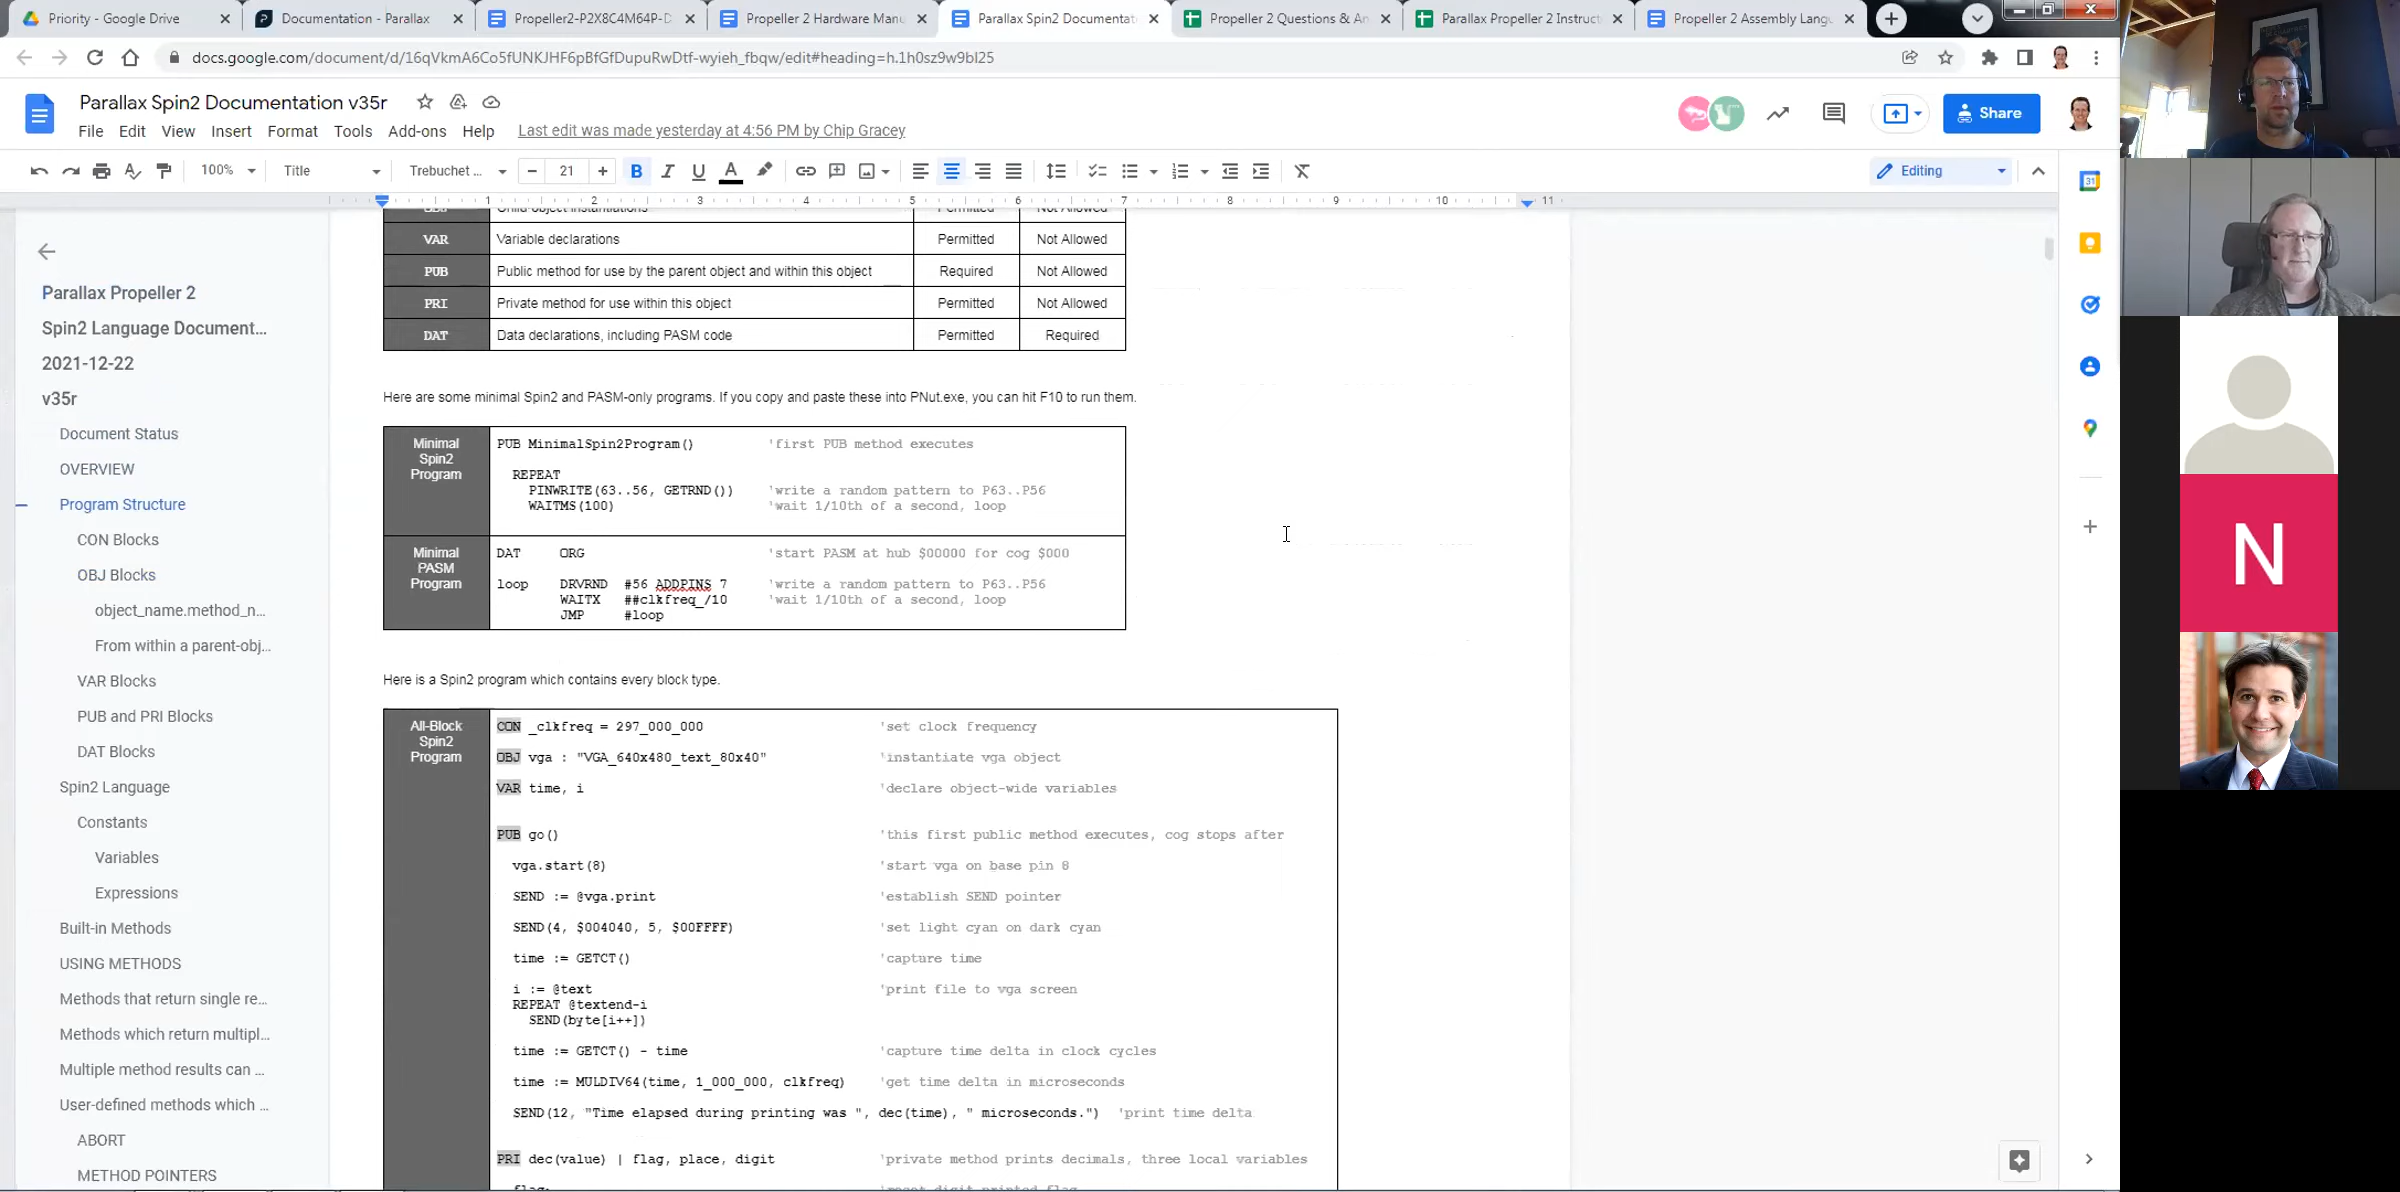 Priority - Google Drive
Documentation - Parallax
Propeller2-P2X8C4M64P-D
Propeller 2 Hardware Manu
Parallax Spin2 Documentat
Propeller 2 Questions & An
Parallax Propeller 2 Instruct
Propeller 2 Assembly Langu
docs.google.com/document/d/16qVkmA6Co5fUNKJHF6pBfGfDupuRwDtf-wyieh_fbqw/edit#heading=h.1h0sz9w9bl25
Parallax Spin2 Documentation v35r
File Edit View Insert Format Tools Add-ons Help Last edit was made yesterday at 4:56 PM by Chip Gracey
Share
100% Title Trebuchet ... 21 Editing
31
1 2 3 4 5 6 7 8 9 10 11
Parallax Propeller 2
Spin2 Language Document...
2021-12-22
v35r
Document Status
OVERVIEW
Program Structure
CON Blocks
OBJ Blocks
object_name.method_n...
From within a parent-obj...
VAR Blocks
PUB and PRI Blocks
DAT Blocks
Spin2 Language
Constants
Variables
Expressions
Built-in Methods
USING METHODS
Methods that return single re...
Methods which return multipl...
Multiple method results can ...
User-defined methods which ...
ABORT
METHOD POINTERS
OBJ Child object instantiations Permitted Not Allowed
VAR Variable declarations Permitted Not Allowed
PUB Public method for use by the parent object and within this object Required Not Allowed
PRI Private method for use within this object Permitted Not Allowed
DAT Data declarations, including PASM code Permitted Required
Here are some minimal Spin2 and PASM-only programs. If you copy and paste these into PNut.exe, you can hit F10 to run them.
Minimal
Spin2
Program
PUB MinimalSpin2Program() 'first PUB method executes
REPEAT
PINWRITE(63..56, GETRND()) 'write a random pattern to P63..P56
WAITMS(100) 'wait 1/10th of a second, loop
Minimal
PASM
Program
DAT ORG 'start PASM at hub $00000 for cog $000
loop DRVRND #56 ADDPINS 7 'write a random pattern to P63..P56
WAITX ##clkfreq_/10 'wait 1/10th of a second, loop
JMP #loop
Here is a Spin2 program which contains every block type.
All-Block
Spin2
Program
CON _clkfreq = 297_000_000 'set clock frequency
OBJ vga : "VGA_640x480_text_80x40" 'instantiate vga object
VAR time, i 'declare object-wide variables
PUB go() 'this first public method executes, cog stops after
vga.start(8) 'start vga on base pin 8
SEND := @vga.print 'establish SEND pointer
SEND(4, $004040, 5, $00FFFF) 'set light cyan on dark cyan
time := GETCT() 'capture time
i := @text 'print file to vga screen
REPEAT @textend-i
SEND(byte[i++])
time := GETCT() - time 'capture time delta in clock cycles
time := MULDIV64(time, 1_000_000, clkfreq) 'get time delta in microseconds
SEND(12, "Time elapsed during printing was ", dec(time), " microseconds.") 'print time delta
PRI dec(value) | flag, place, digit 'private method prints decimals, three local variables
N